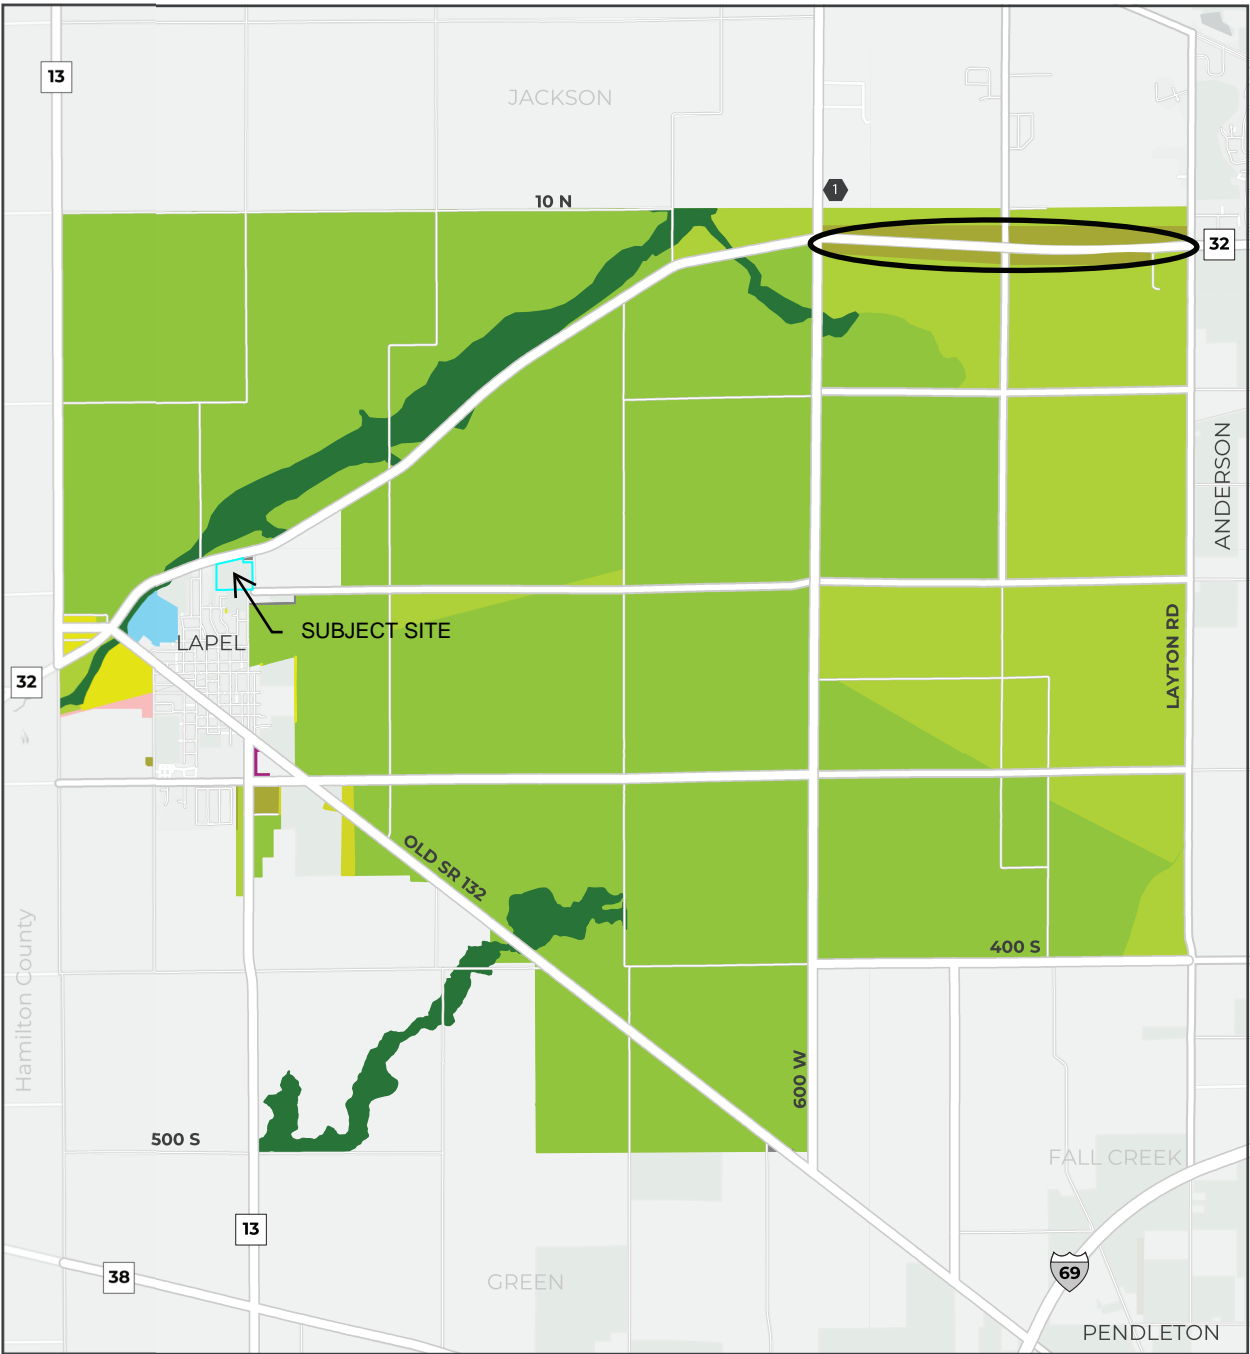 13
JACKSON
1
10 N
32
ANDERSON
SUBJECT SITE
LAPEL
LAYTON RD
32
OLD SR 132
400 S
Hamilton County
600 W
500 S
FALL CREEK
13
38
GREEN
69
PENDLETON